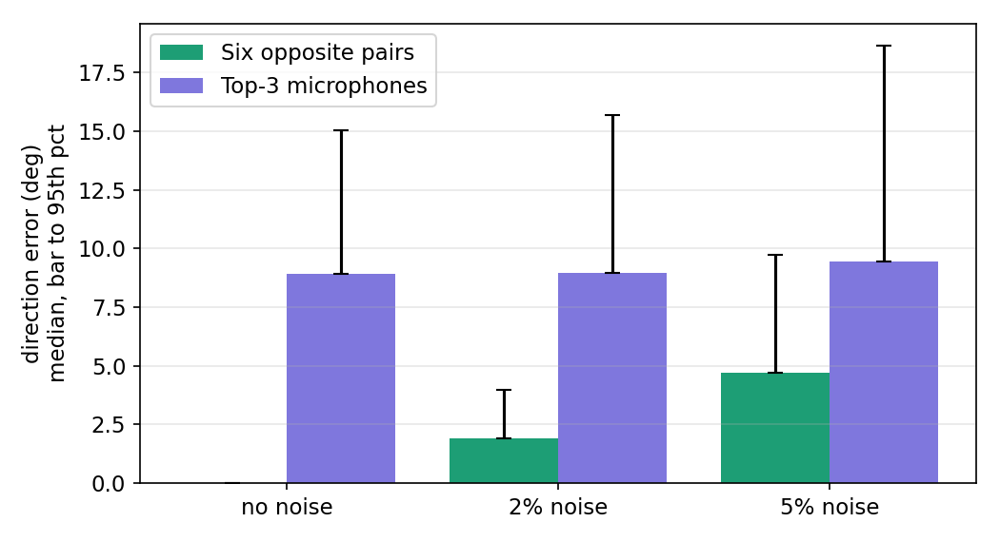 Six opposite pairs
Top-3 microphones
direction error (deg)
median, bar to 95th pct
17.5
15.0
12.5
10.0
7.5
5.0
2.5
0.0
no noise
2% noise
5% noise